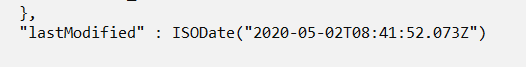 },
"lastModified" : ISODate("2020-05-02T08:41:52.073Z")